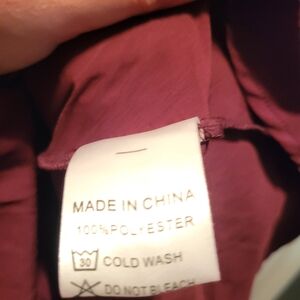 MADE IN CHINA
100% POLYESTER
30 COLD WASH
DO NOT BLEACH